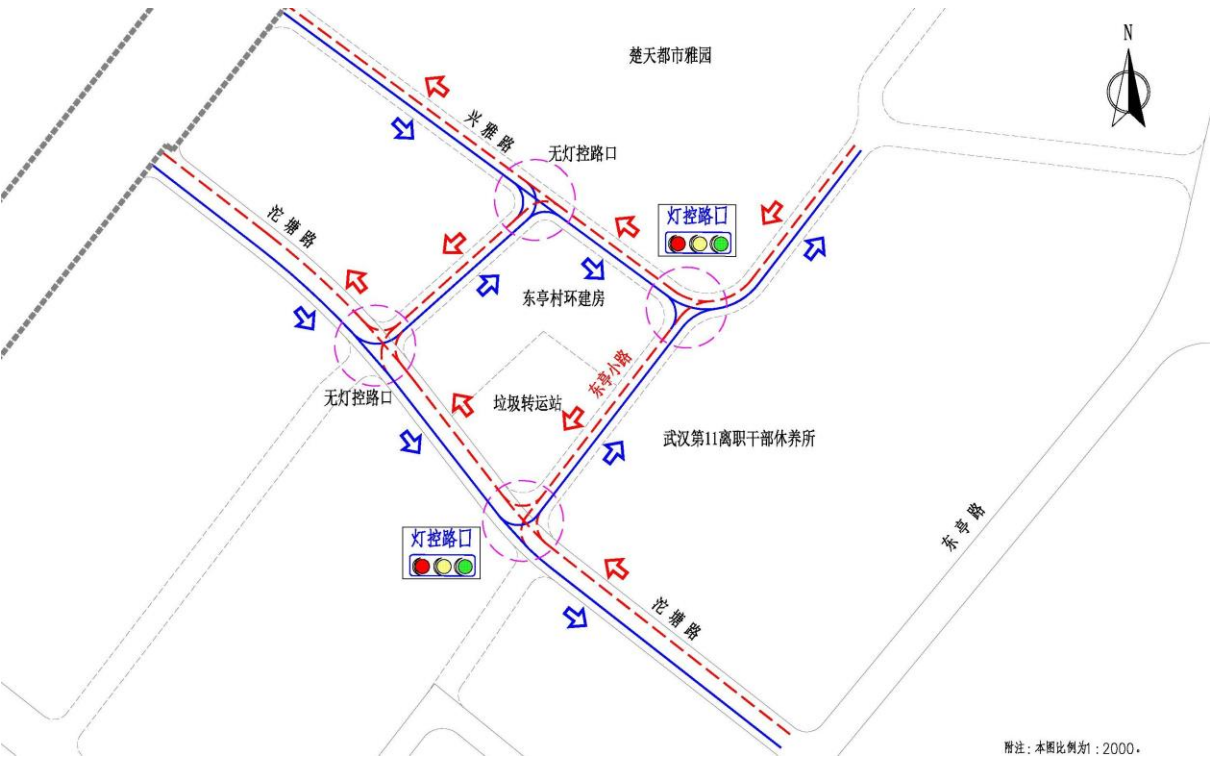 N
楚天都市雅园
兴雅路
无灯控路口
灯控路口
沱塘路
东亭村环建房
东亭小路
无灯控路口
垃圾转运站
武汉第11离职干部休养所
东亭路
灯控路口
沱塘路
附注：本图比例为1：2000。